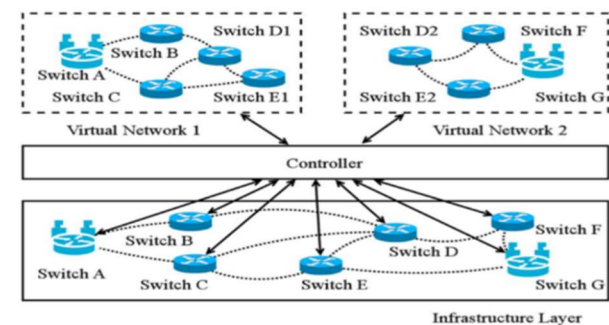 Switch D1
Switch B
Switch A
Switch C
Switch E1
Switch D2
Switch F
Switch E2
Switch G
Virtual Network 1
Virtual Network 2
Controller
Switch B
Switch F
Switch D
Switch A
Switch C
Switch E
Switch G
Infrastructure Layer